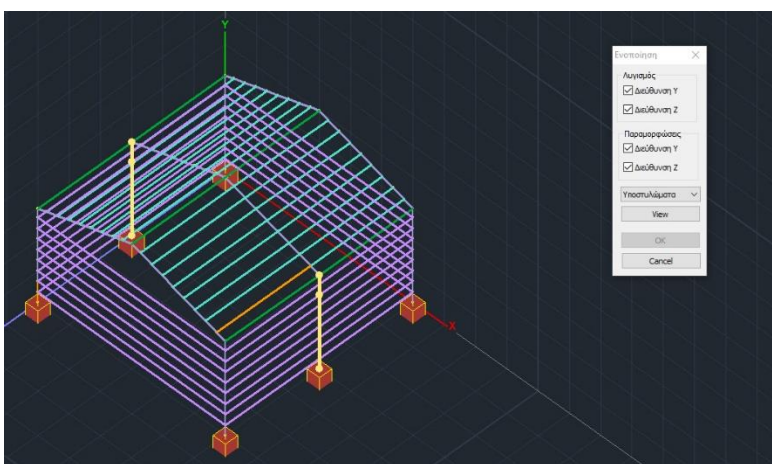 Y
X
Ενοποίηση
Λυγισμός
Διεύθυνση Y
Διεύθυνση Z
Παραμορφώσεις
Διεύθυνση Y
Διεύθυνση Z
Υποστυλώματα
View
OK
Cancel